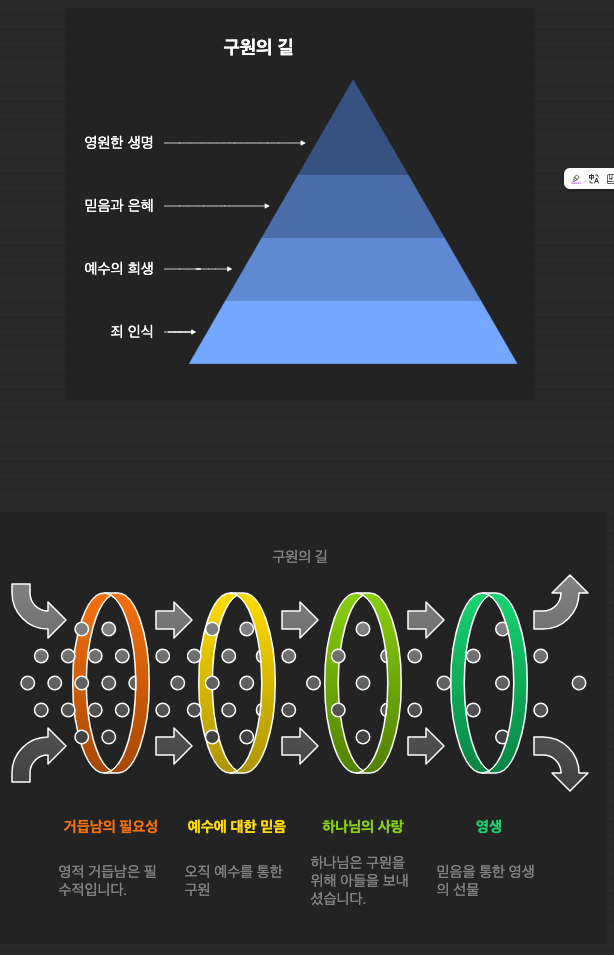 구원의 길
영원한 생명
믿음과 은혜
예수의 희생
죄 인식
구원의 길
거듭남의 필요성
예수에 대한 믿음
하나님의 사랑
영생
영적 거듭남은 필
수적입니다.
오직 예수를 통한
구원
하나님은 구원을
위해 아들을 보내
셨습니다.
믿음을 통한 영생
의 선물